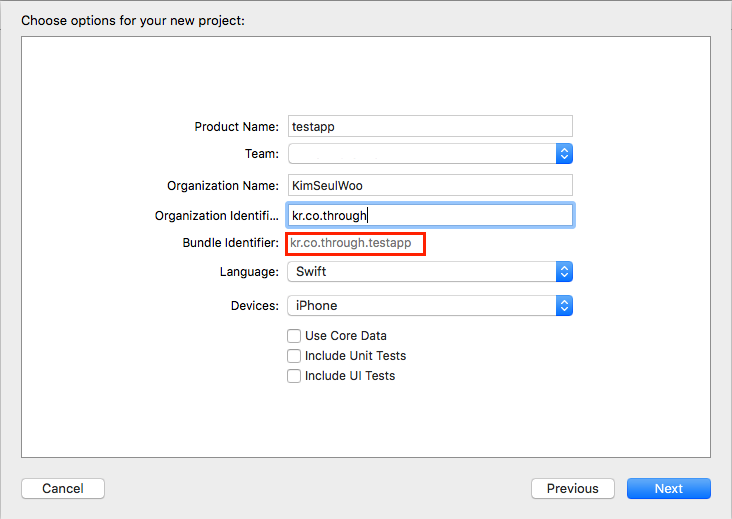 Choose options for your new project:
Product Name: testapp
Team:
Organization Name: KimSeulWoo
Organization Identifi... kr.co.through
Bundle Identifier: kr.co.through.testapp
Language: Swift
Devices: iPhone
Use Core Data
Include Unit Tests
Include UI Tests
Cancel Previous Next